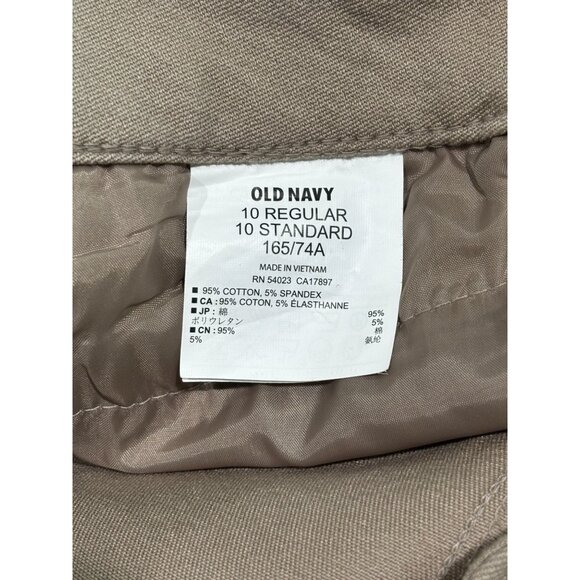 OLD NAVY
10 REGULAR
10 STANDARD
165/74A
MADE IN VIETNAM
RN 54023 CA17897
■ 95% COTTON, 5% SPANDEX
■ CA : 95% COTON, 5% ÉLASTHANNE
■ JP : 綿 95%
ポリウレタン 5%
■ CN : 95% 棉
5% 氨纶